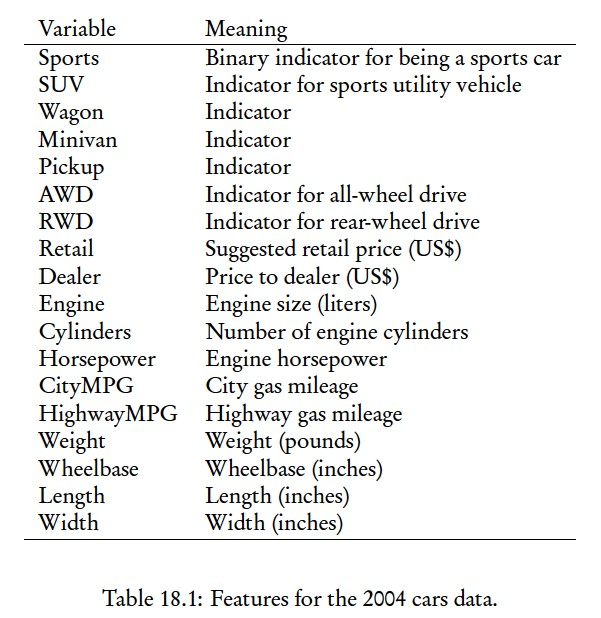 Variable Meaning
Sports Binary indicator for being a sports car
SUV Indicator for sports utility vehicle
Wagon Indicator
Minivan Indicator
Pickup Indicator
AWD Indicator for all-wheel drive
RWD Indicator for rear-wheel drive
Retail Suggested retail price (US$)
Dealer Price to dealer (US$)
Engine Engine size (liters)
Cylinders Number of engine cylinders
Horsepower Engine horsepower
CityMPG City gas mileage
HighwayMPG Highway gas mileage
Weight Weight (pounds)
Wheelbase Wheelbase (inches)
Length Length (inches)
Width Width (inches)
Table 18.1: Features for the 2004 cars data.